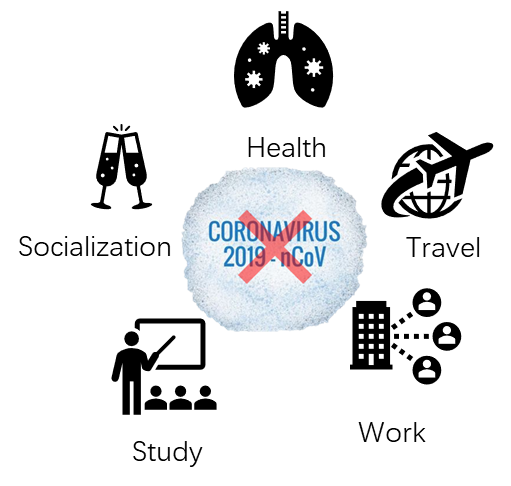 Health
Socialization
CORONAVIRUS
2019 - nCoV
Travel
Study
Work